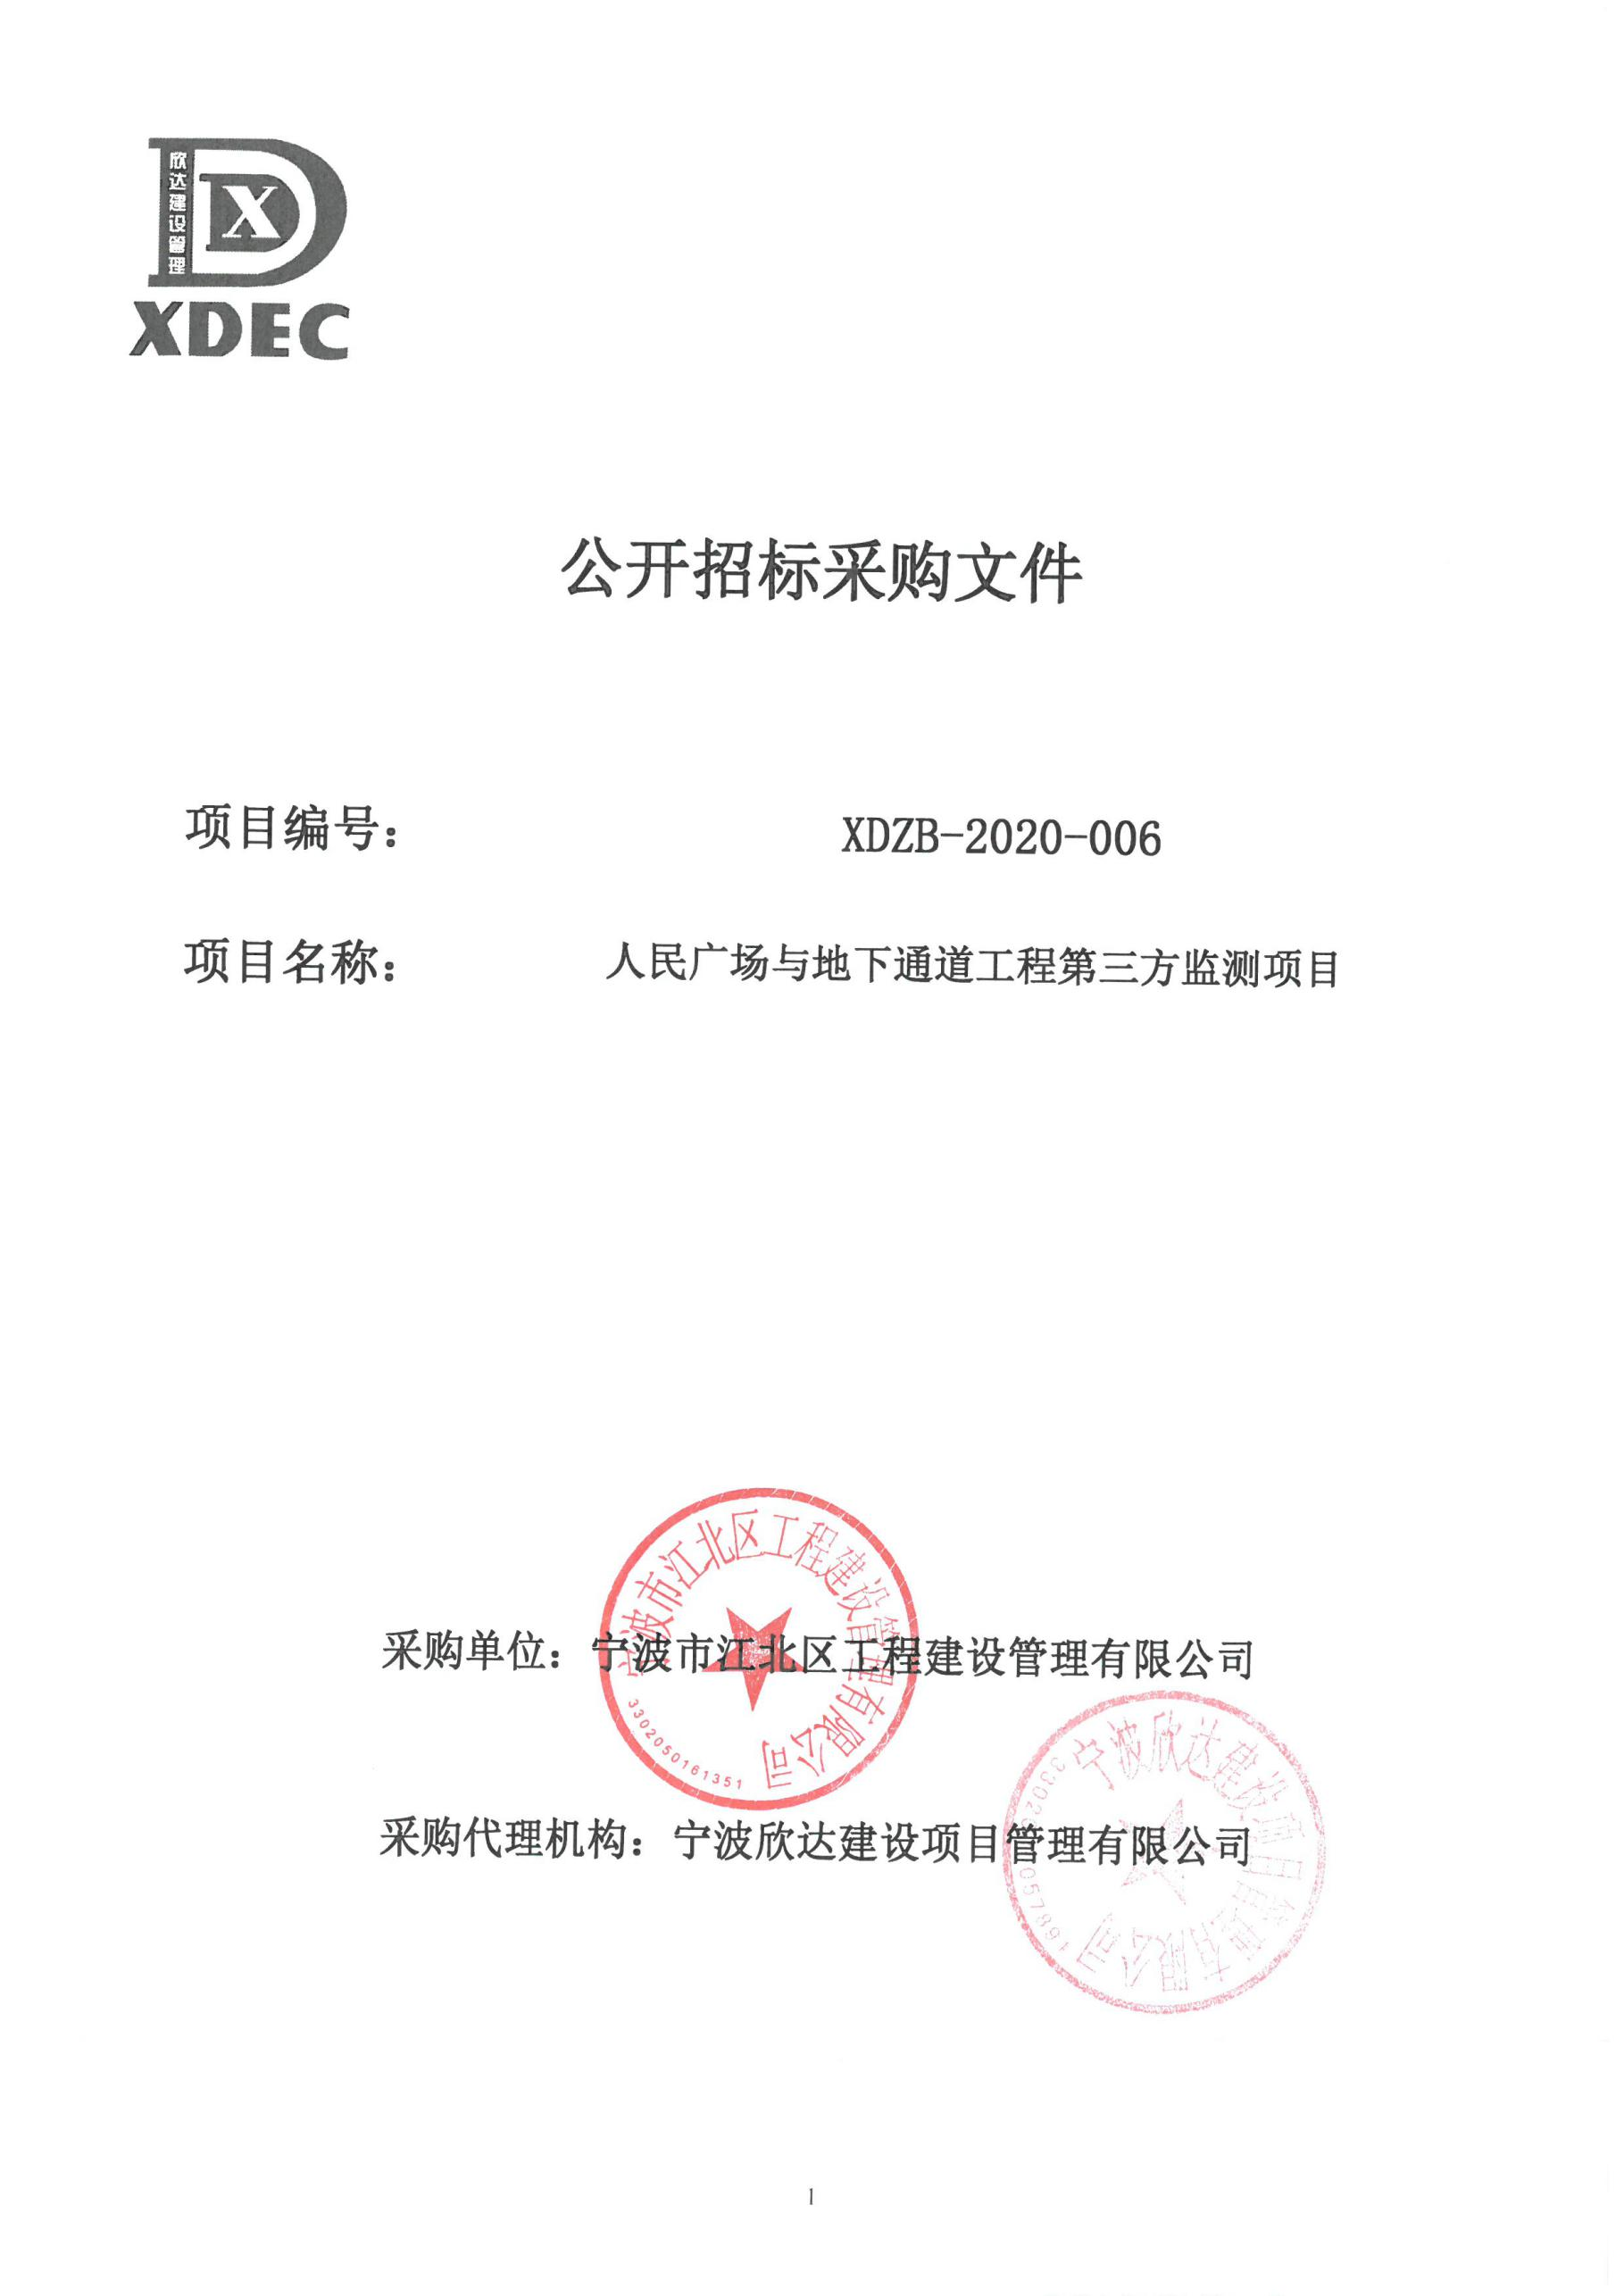 欣达建设管理
X
XDEC
公开招标采购文件
项目编号：
XDZB-2020-006
项目名称：
人民广场与地下通道工程第三方监测项目
宁波市江北区工程建设管理有限公司
采购单位：宁波市江北区工程建设管理有限公司
3302050161351
宁波欣达建设项目管理有限公司
采购代理机构：宁波欣达建设项目管理有限公司
1